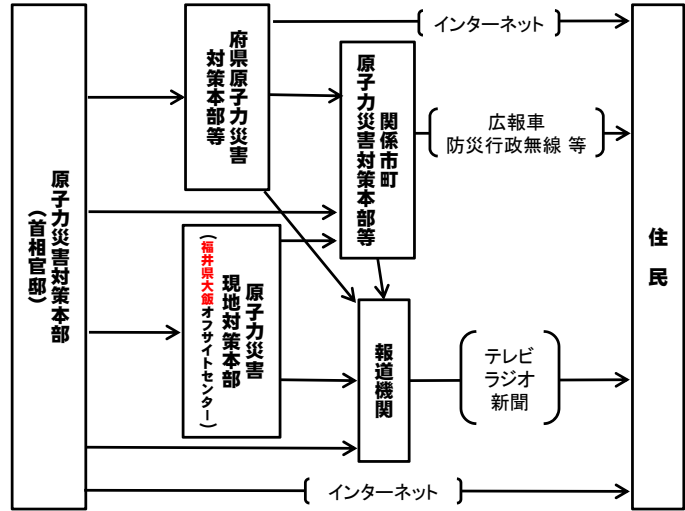 原子力災害対策本部
(首相官邸)
府県原子力災害
対策本部等
原子力災害
現地対策本部
(福井県大飯オフサイトセンター)
関係市町
原子力災害対策本部等
報道機関
インターネット
広報車
防災行政無線 等
テレビ
ラジオ
新聞
インターネット
住民